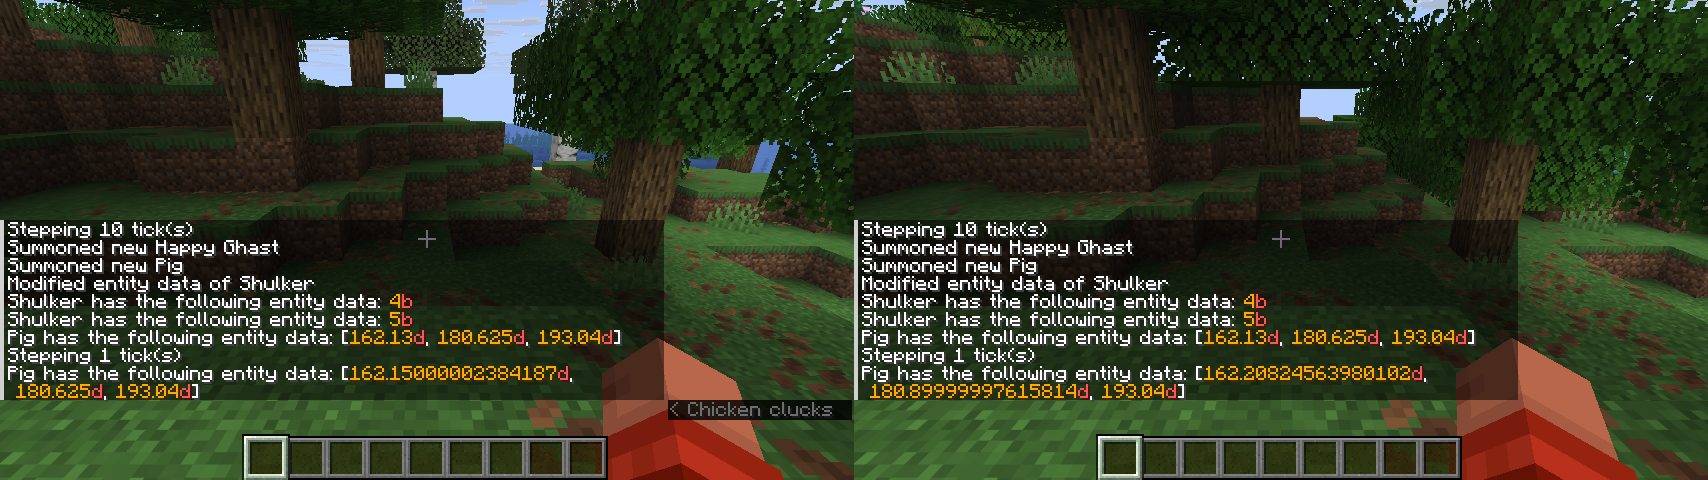 Stepping 10 tick(s)
Summoned new Happy Ghast
Summoned new Pig
Modified entity data of Shulker
Shulker has the following entity data: 4b
Shulker has the following entity data: 5b
Pig has the following entity data: [162.13d, 180.625d, 193.04d]
Stepping 1 tick(s)
Pig has the following entity data: [162.15000002384187d,
180.625d, 193.04d]
< Chicken clucks
Stepping 10 tick(s)
Summoned new Happy Ghast
Summoned new Pig
Modified entity data of Shulker
Shulker has the following entity data: 4b
Shulker has the following entity data: 5b
Pig has the following entity data: [162.13d, 180.625d, 193.04d]
Stepping 1 tick(s)
Pig has the following entity data: [162.20824563980102d,
180.89999997615814d, 193.04d]